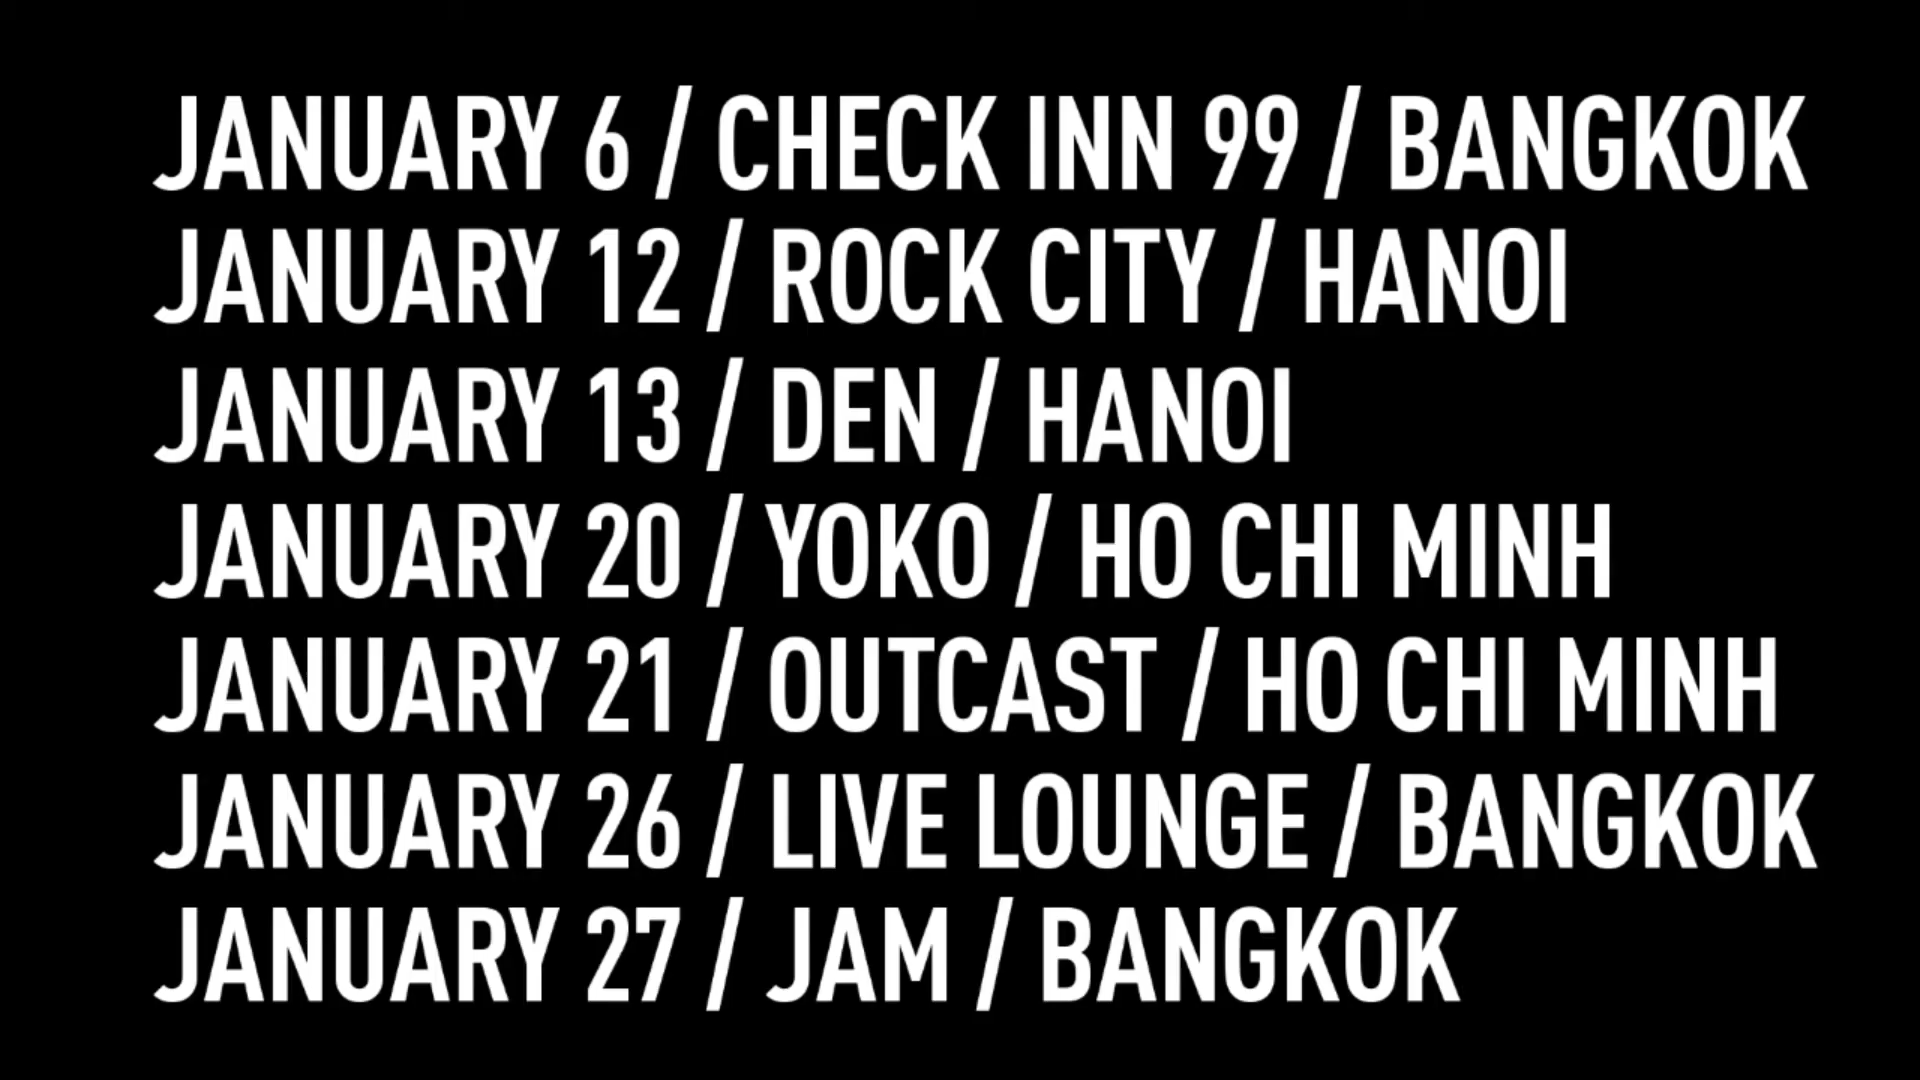 JANUARY 6 / CHECK INN 99 / BANGKOK
JANUARY 12 / ROCK CITY / HANOI
JANUARY 13 / DEN / HANOI
JANUARY 20 / YOKO / HO CHI MINH
JANUARY 21 / OUTCAST / HO CHI MINH
JANUARY 26 / LIVE LOUNGE / BANGKOK
JANUARY 27 / JAM / BANGKOK